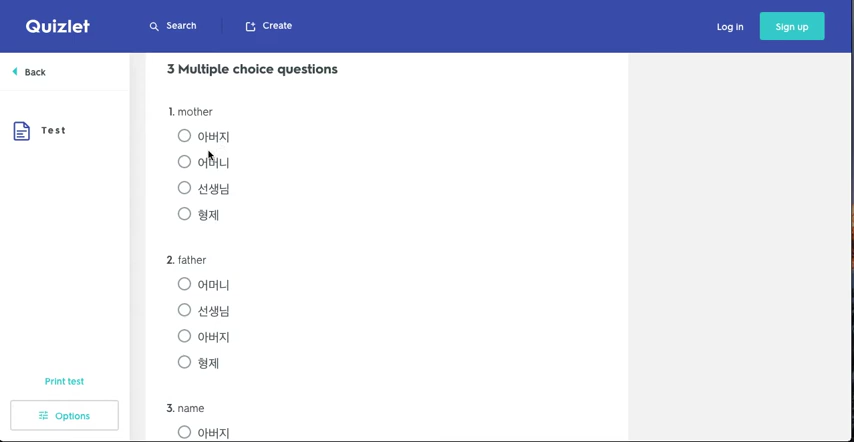 Quizlet
Search
Create
Log in
Sign up
Back
Test
3 Multiple choice questions
1. mother
아버지
어머니
선생님
형제
2. father
어머니
선생님
아버지
형제
3. name
아버지
Print test
Options